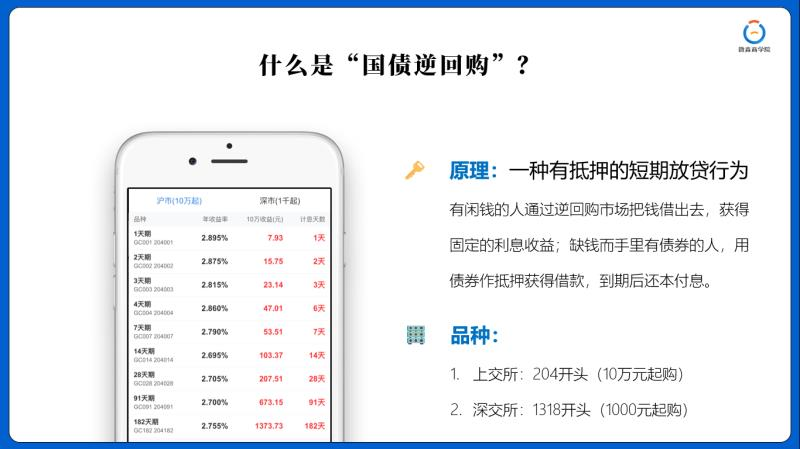 微淼商学院
什么是“国债逆回购”？
沪市(10万起) 深市(1千起)
品种 年收益率 10万收益(元) 计息天数
1天期 2.895% 7.93 1天
GC001 204001
2天期 2.875% 15.75 2天
GC002 204002
3天期 2.815% 23.14 3天
GC003 204003
4天期 2.860% 47.01 6天
GC004 204004
7天期 2.790% 53.51 7天
GC007 204007
14天期 2.695% 103.37 14天
GC014 204014
28天期 2.705% 207.51 28天
GC028 204028
91天期 2.700% 673.15 91天
GC091 204091
182天期 2.755% 1373.73 182天
GC182 204182
原理：一种有抵押的短期放贷行为
有闲钱的人通过逆回购市场把钱借出去，获得
固定的利息收益；缺钱而手里有债券的人，用
债券作抵押获得借款，到期后还本付息。
品种：
1. 上交所：204开头（10万元起购）
2. 深交所：1318开头（1000元起购）